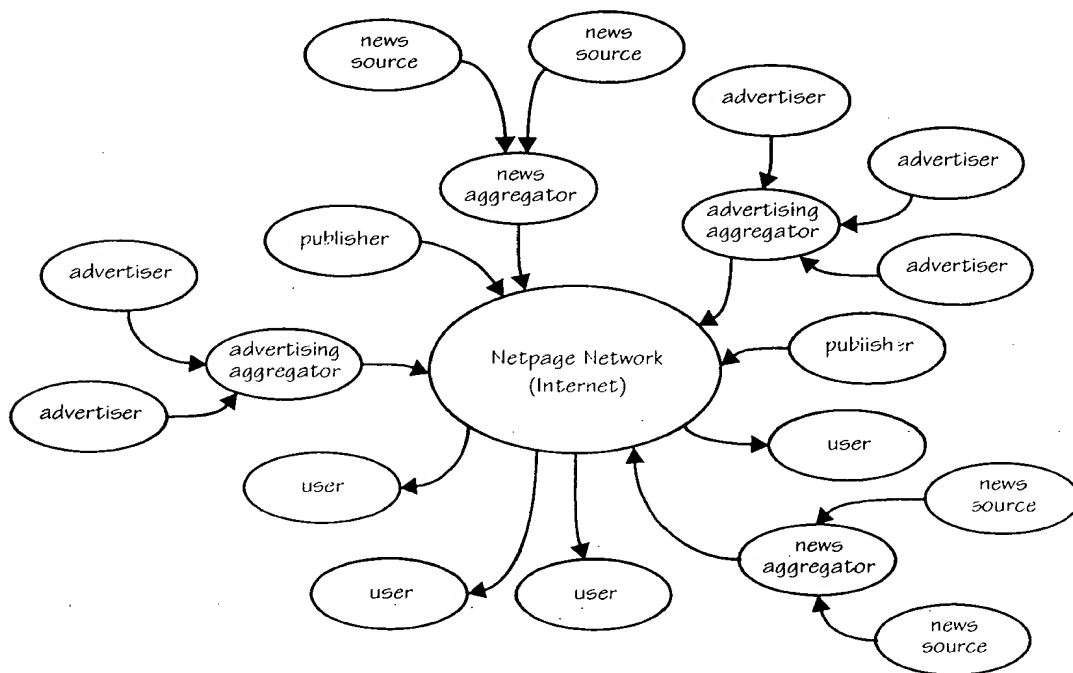 news
source
news
source
advertiser
advertiser
news
aggregator
advertising
aggregator
publisher
advertiser
advertiser
advertising
aggregator
publisher
Netpage Network
(Internet)
advertiser
user
user
news
source
news
aggregator
user
user
news
source